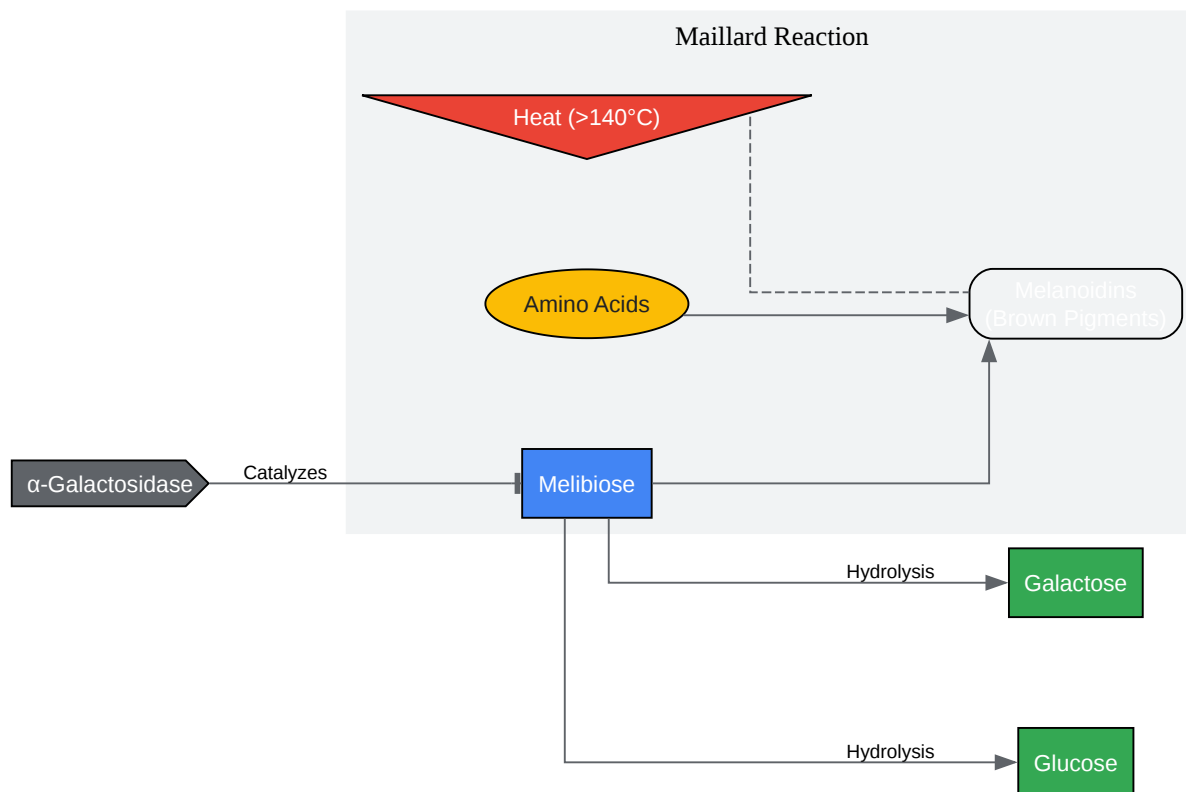 Maillard Reaction
Heat (>140°C)
Amino Acids
Melanoidins
(Brown Pigments)
α-Galactosidase
Catalyzes
Melibiose
Hydrolysis
Galactose
Hydrolysis
Glucose